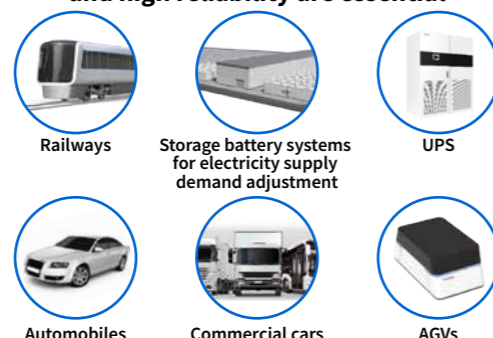 and high reliability are essential
Railways
Storage battery systems
for electricity supply
demand adjustment
UPS
Automobiles
Commercial cars
AGVs